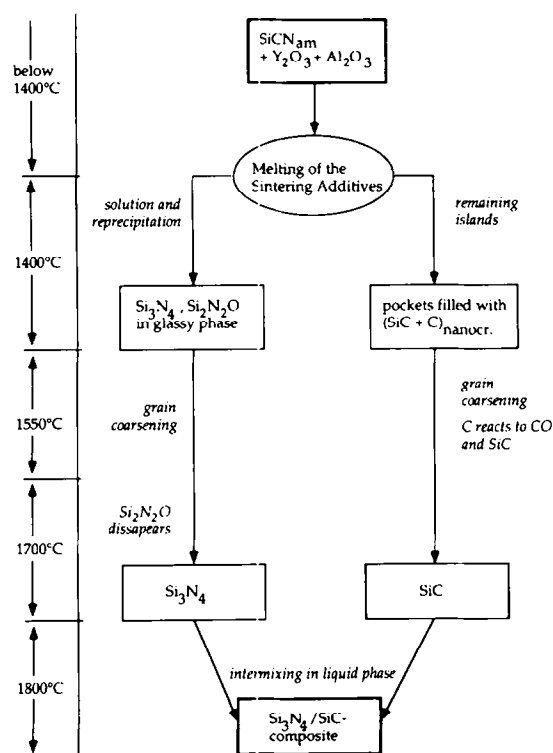 SiCNam
+ Y2O3 + Al2O3
below
1400°C
Melting of the
Sintering Additives
solution and
reprecipitation
remaining
islands
1400°C
Si3N4 , Si2N2O
in glassy phase
pockets filled with
(SiC + C)nanocr.
1550°C
grain
coarsening
grain
coarsening
C reacts to CO
and SiC
1700°C
Si2N2O
dissapears
Si3N4
SiC
1800°C
intermixing in liquid phase
Si3N4/SiC-
composite